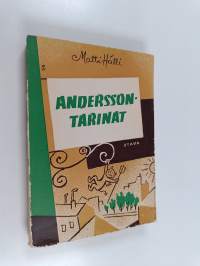 Matti Hälli
ANDERSSON-
TARINAT
OTAVA